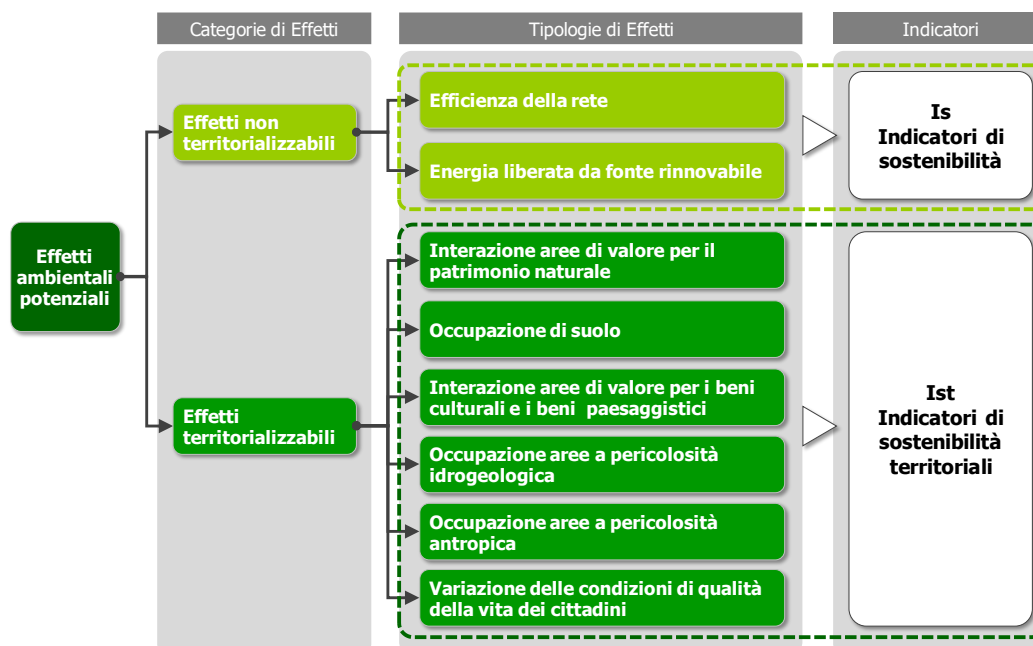 Categorie di Effetti
Tipologie di Effetti
Indicatori
Effetti
ambientali
potenziali
Effetti non
territorializzabili
Efficienza della rete
Energia liberata da fonte rinnovabile
Is
Indicatori di
sostenibilità
Effetti
territorializzabili
Interazione aree di valore per il
patrimonio naturale
Occupazione di suolo
Interazione aree di valore per i beni
culturali e i beni paesaggistici
Occupazione aree a pericolosità
idrogeologica
Occupazione aree a pericolosità
antropica
Variazione delle condizioni di qualità
della vita dei cittadini
Ist
Indicatori di
sostenibilità
territoriali